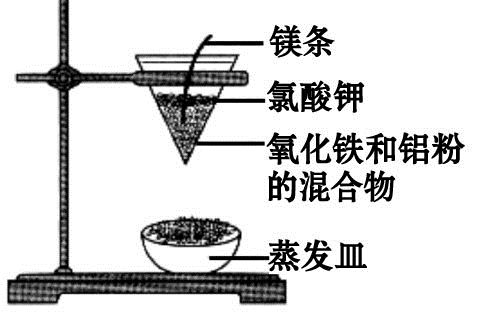 镁条
氯酸钾
氧化铁和铝粉
的混合物
蒸发皿